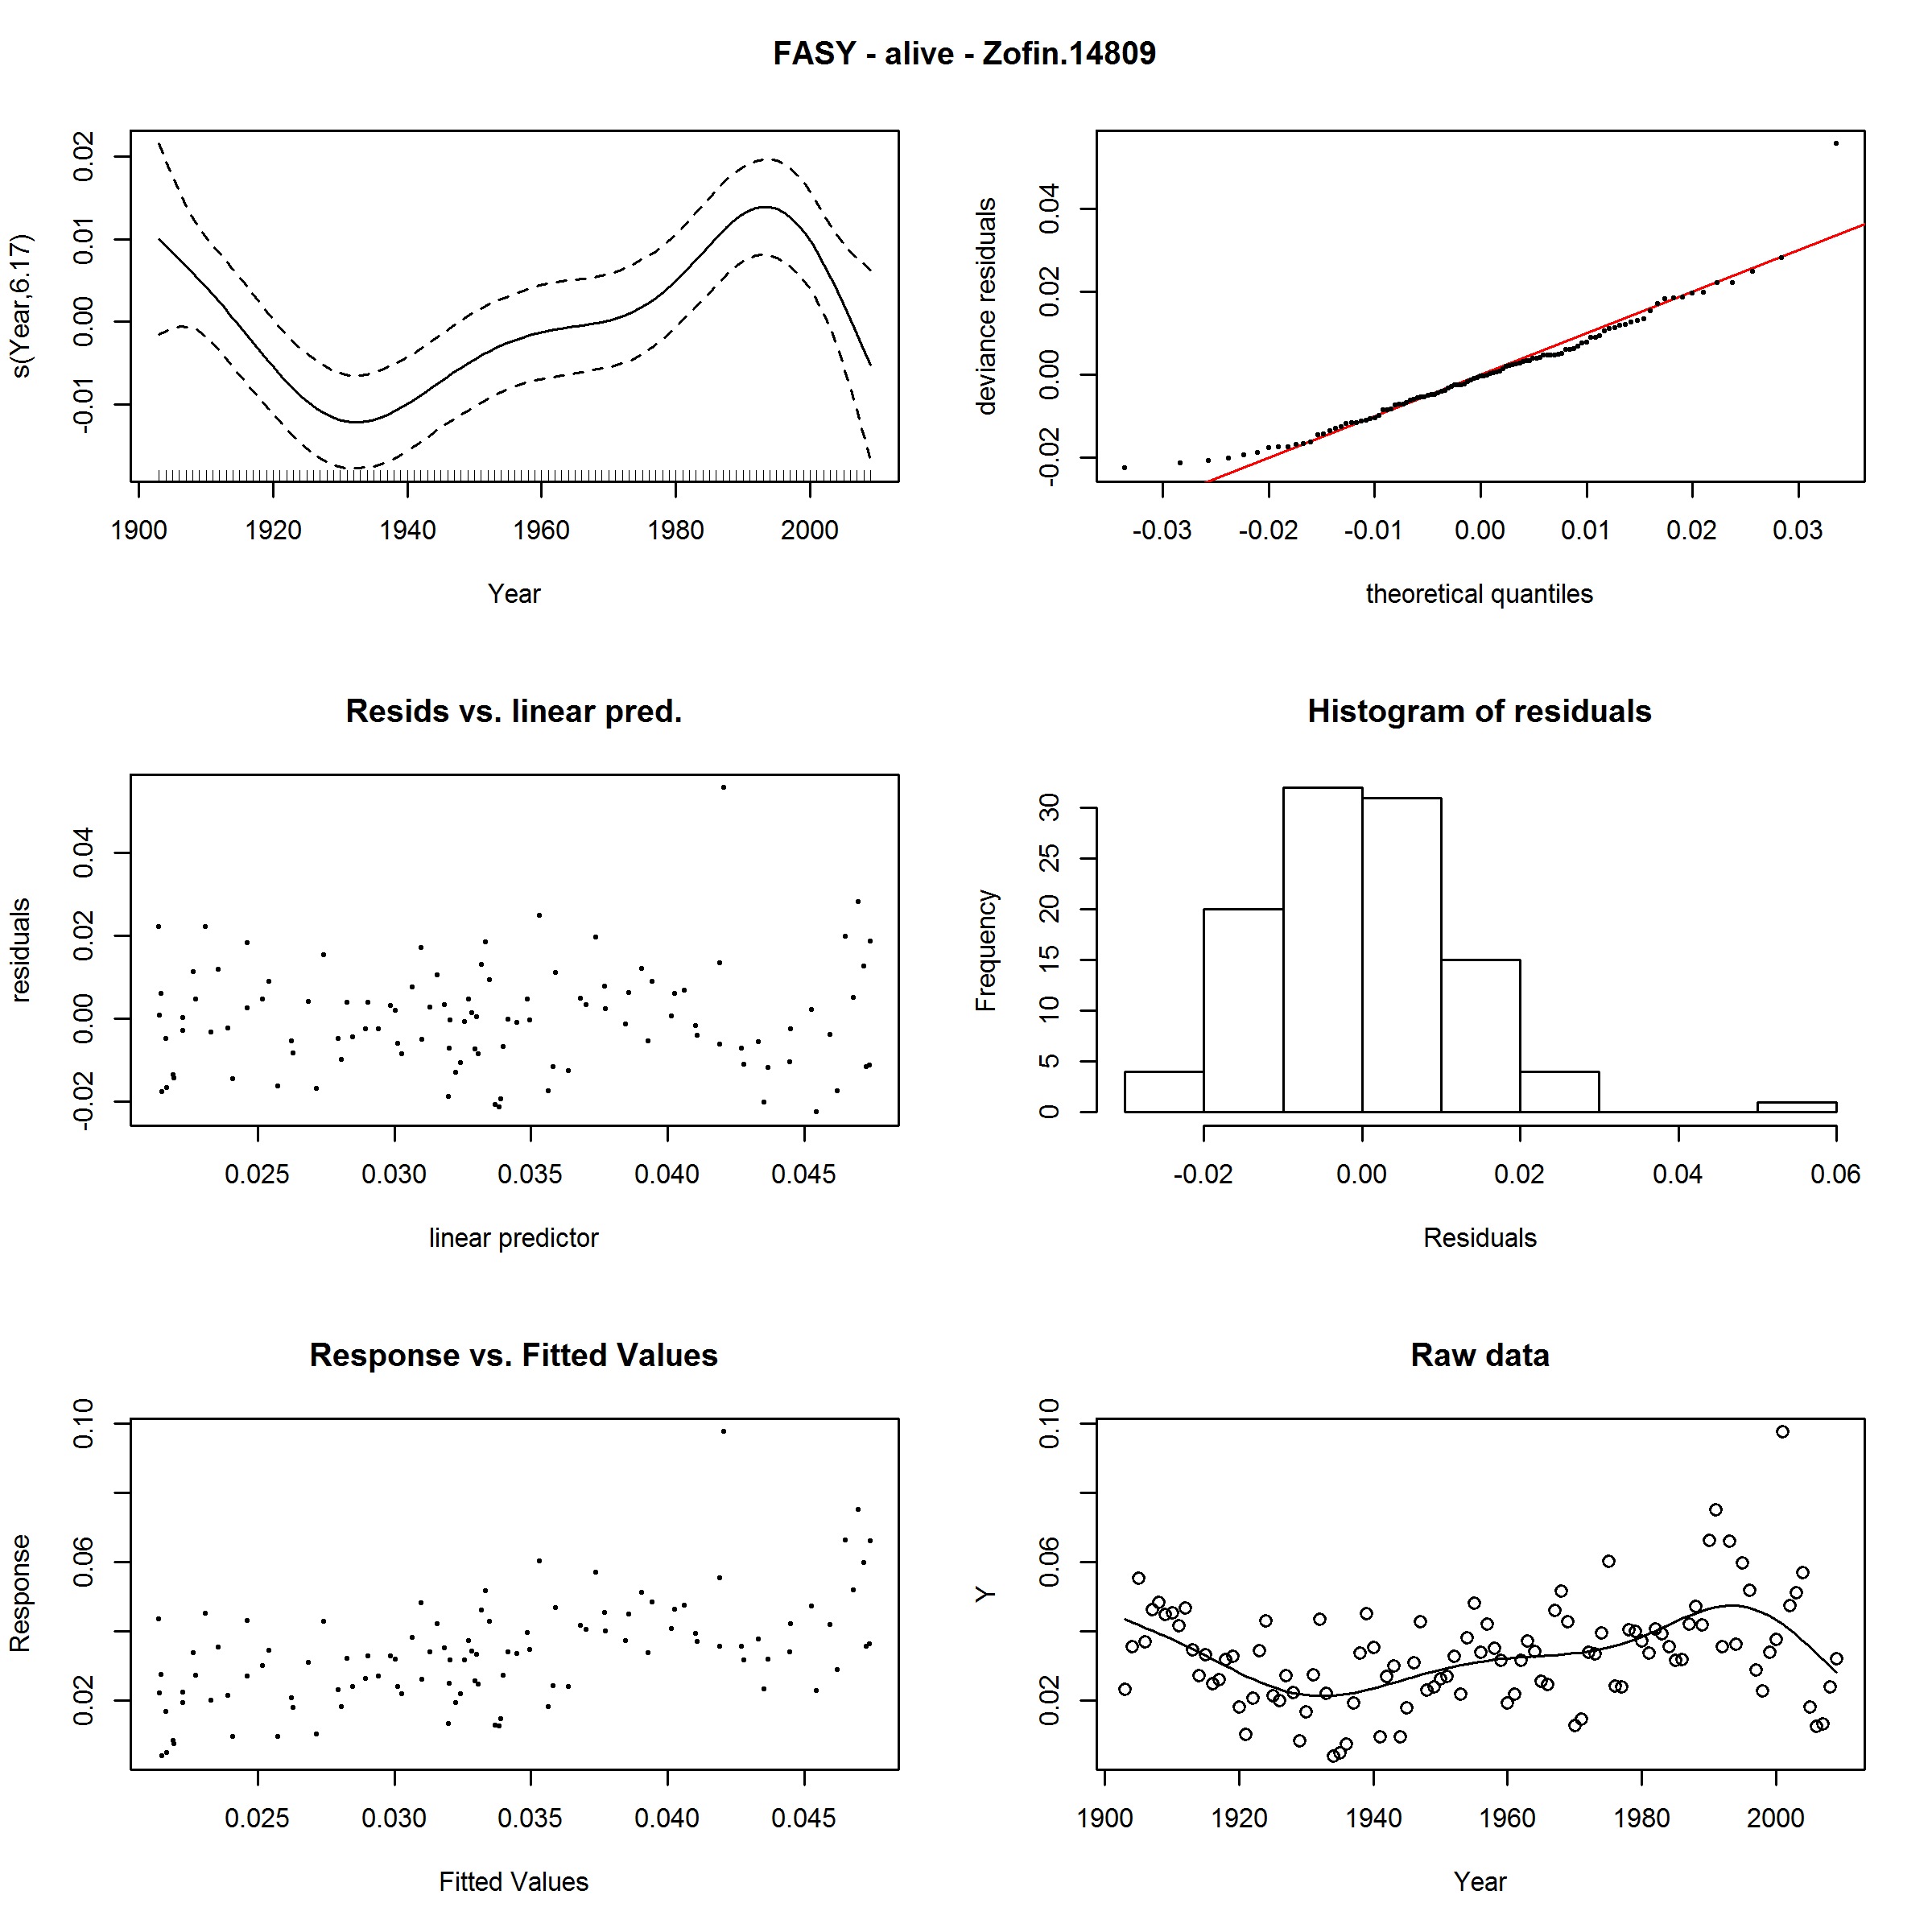 FASY - alive - Zofin.14809
s(Year,6.17)
-0.01 0.00 0.01 0.02
1900 1920 1940 1960 1980 2000
Year
deviance residuals
-0.02 0.00 0.02 0.04
-0.03 -0.02 -0.01 0.00 0.01 0.02 0.03
theoretical quantiles
Resids vs. linear pred.
residuals
-0.02 0.00 0.02 0.04
0.025 0.030 0.035 0.040 0.045
linear predictor
Histogram of residuals
Frequency
0 5 10 15 20 25 30
-0.02 0.00 0.02 0.04 0.06
Residuals
Response vs. Fitted Values
Response
0.02 0.06 0.10
0.025 0.030 0.035 0.040 0.045
Fitted Values
Raw data
Y
0.02 0.06 0.10
1900 1920 1940 1960 1980 2000
Year